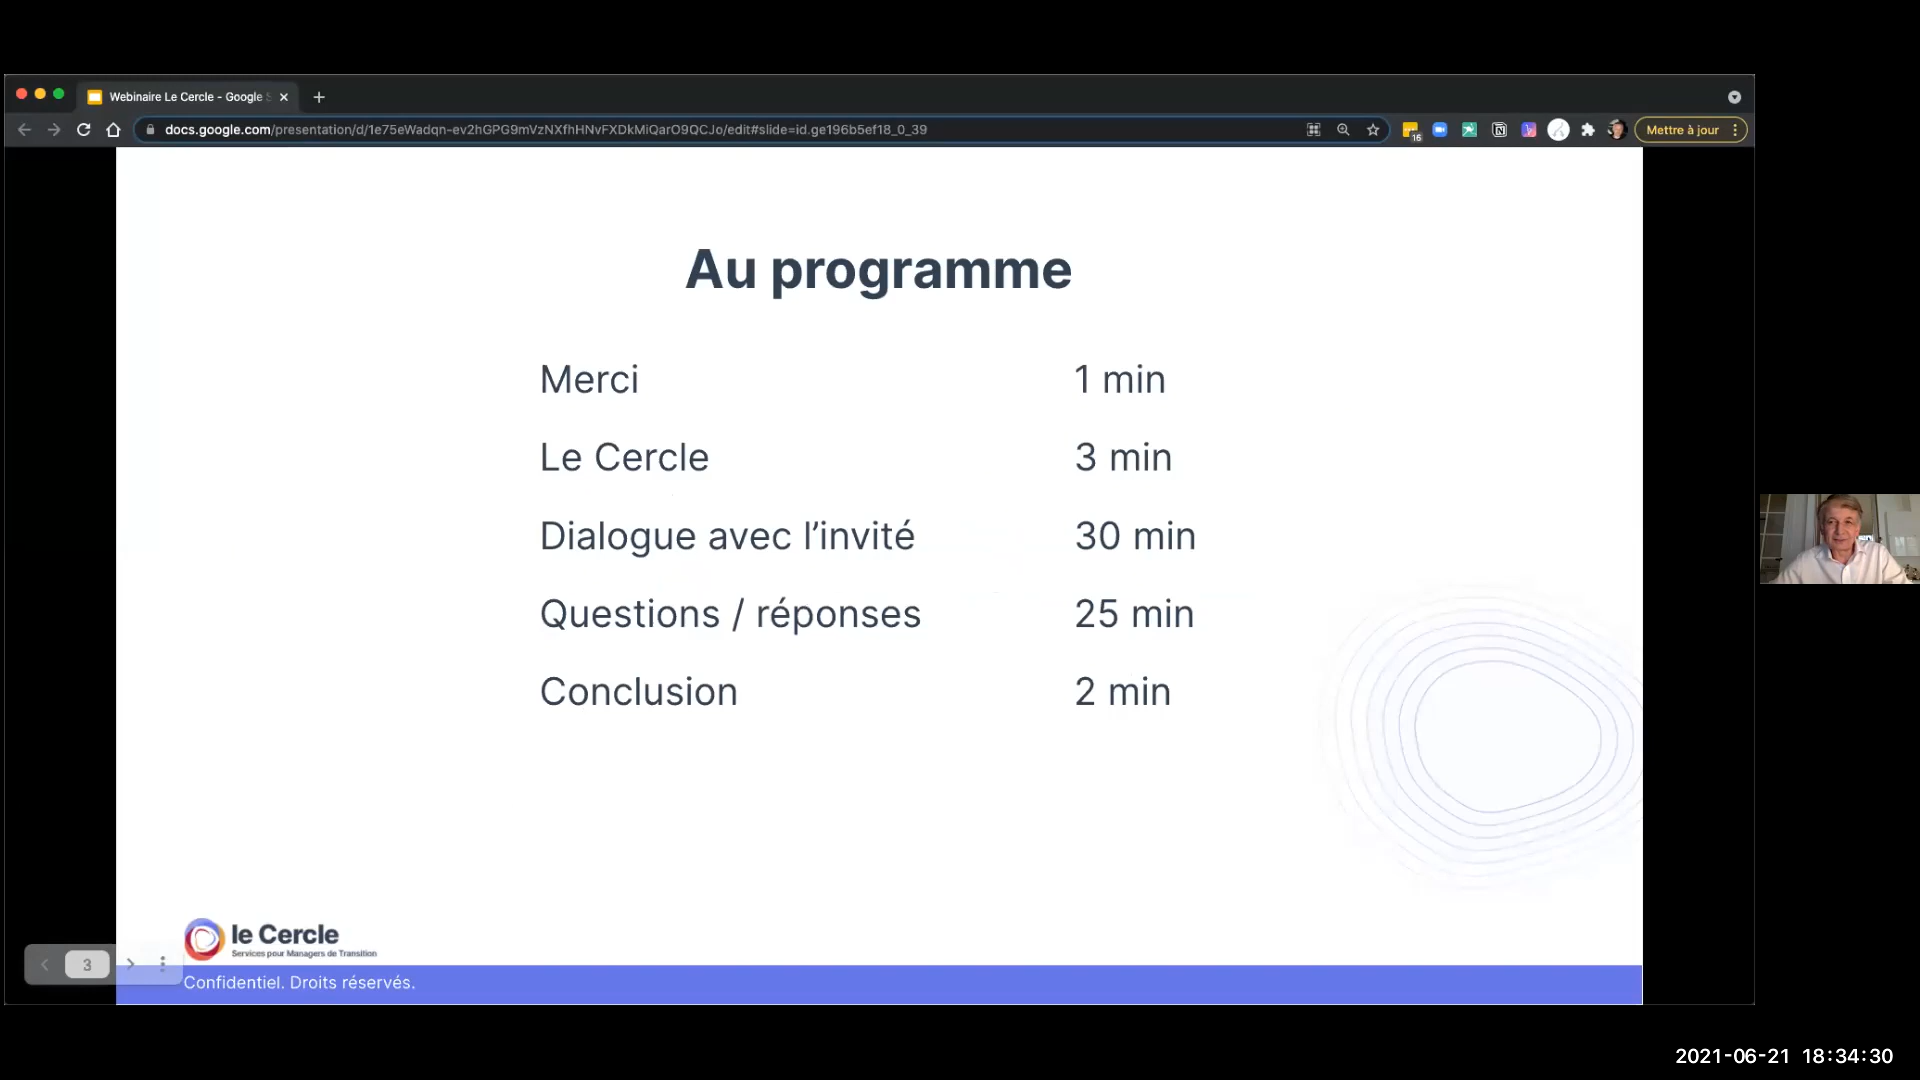 Webinaire Le Cercle - Google S
docs.google.com/presentation/d/1e75eWadqn-ev2hGPG9mVzNXfhHNvFXDkMiQarO9QCJo/edit#slide=id.ge196b5ef18_0_39
16
Mettre à jour
Au programme
Merci 1 min
Le Cercle 3 min
Dialogue avec l’invité 30 min
Questions / réponses 25 min
Conclusion 2 min
le Cercle
Services pour Managers de Transition
3
Confidentiel. Droits réservés.
2021-06-21 18:34:30